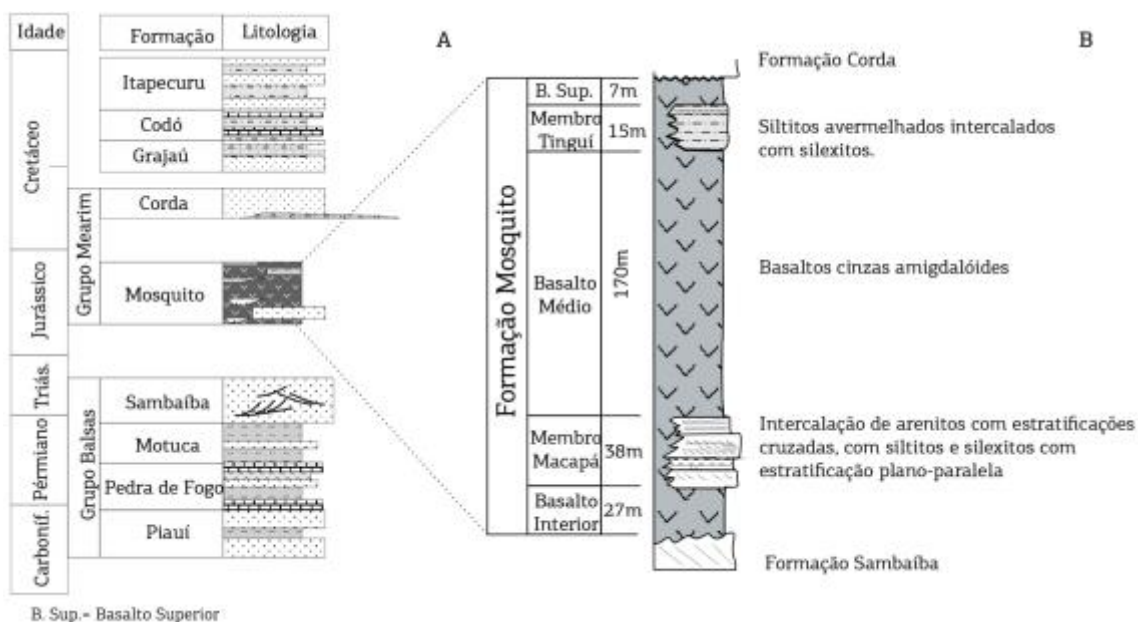 Idade
Formação
Litologia
A
B
Cretáceo
Jurássico
Triás.
Pérmiano
Carboníf.
Grupo Mearim
Grupo Balsas
Itapecuru
Codó
Grajaú
Corda
Mosquito
Sambaíba
Motuca
Pedra de Fogo
Piauí
B. Sup.= Basalto Superior
Formação Mosquito
B. Sup.
7m
Membro
Tinguí
15m
Basalto
Médio
170m
Membro
Macapá
38m
Basalto
Interior
27m
Formação Corda
Siltitos avermelhados intercalados
com silexitos.
Basaltos cinzas amigdalóides
Intercalação de arenitos com estratificações
cruzadas, com siltitos e silexitos com
estratificação plano-paralela
Formação Sambaíba